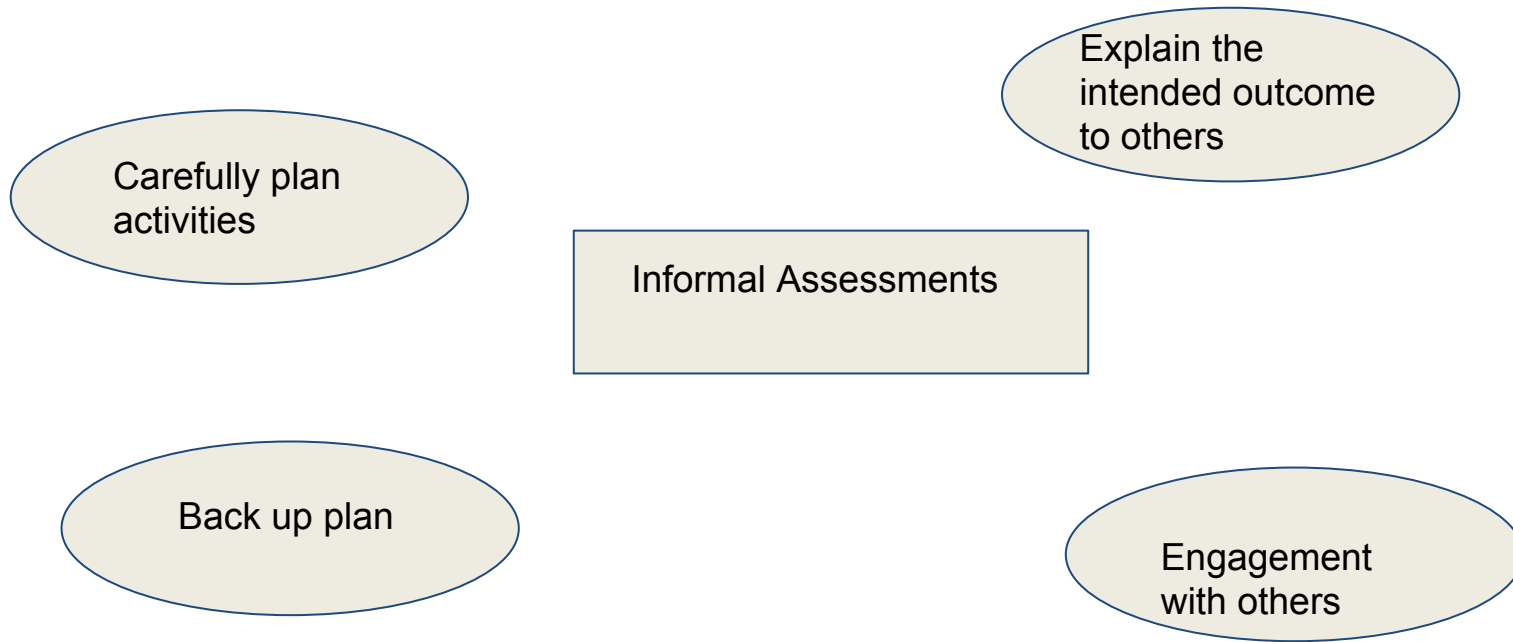 Explain the
intended outcome
to others
Carefully plan
activities
Informal Assessments
Back up plan
Engagement
with others